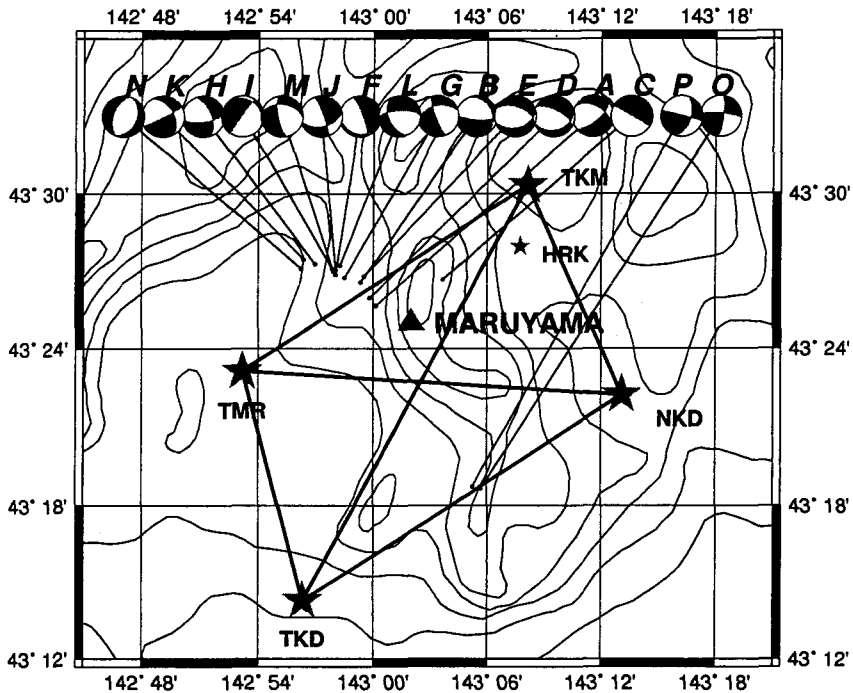 142° 48' 142° 54' 143° 00' 143° 06' 143° 12' 143° 18'
N K H I M J F L G B E D A C P O
43° 30' 43° 30'
TKM
HRK
MARUYAMA
43° 24' 43° 24'
TMR
NKD
43° 18' 43° 18'
TKD
43° 12' 43° 12'
142° 48' 142° 54' 143° 00' 143° 06' 143° 12' 143° 18'